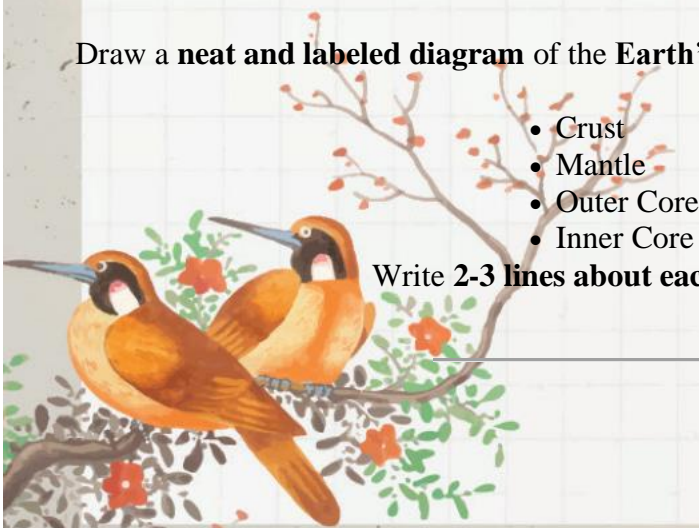 Draw a neat and labeled diagram of the Earth'
• Crust
• Mantle
• Outer Core
• Inner Core
Write 2-3 lines about eac